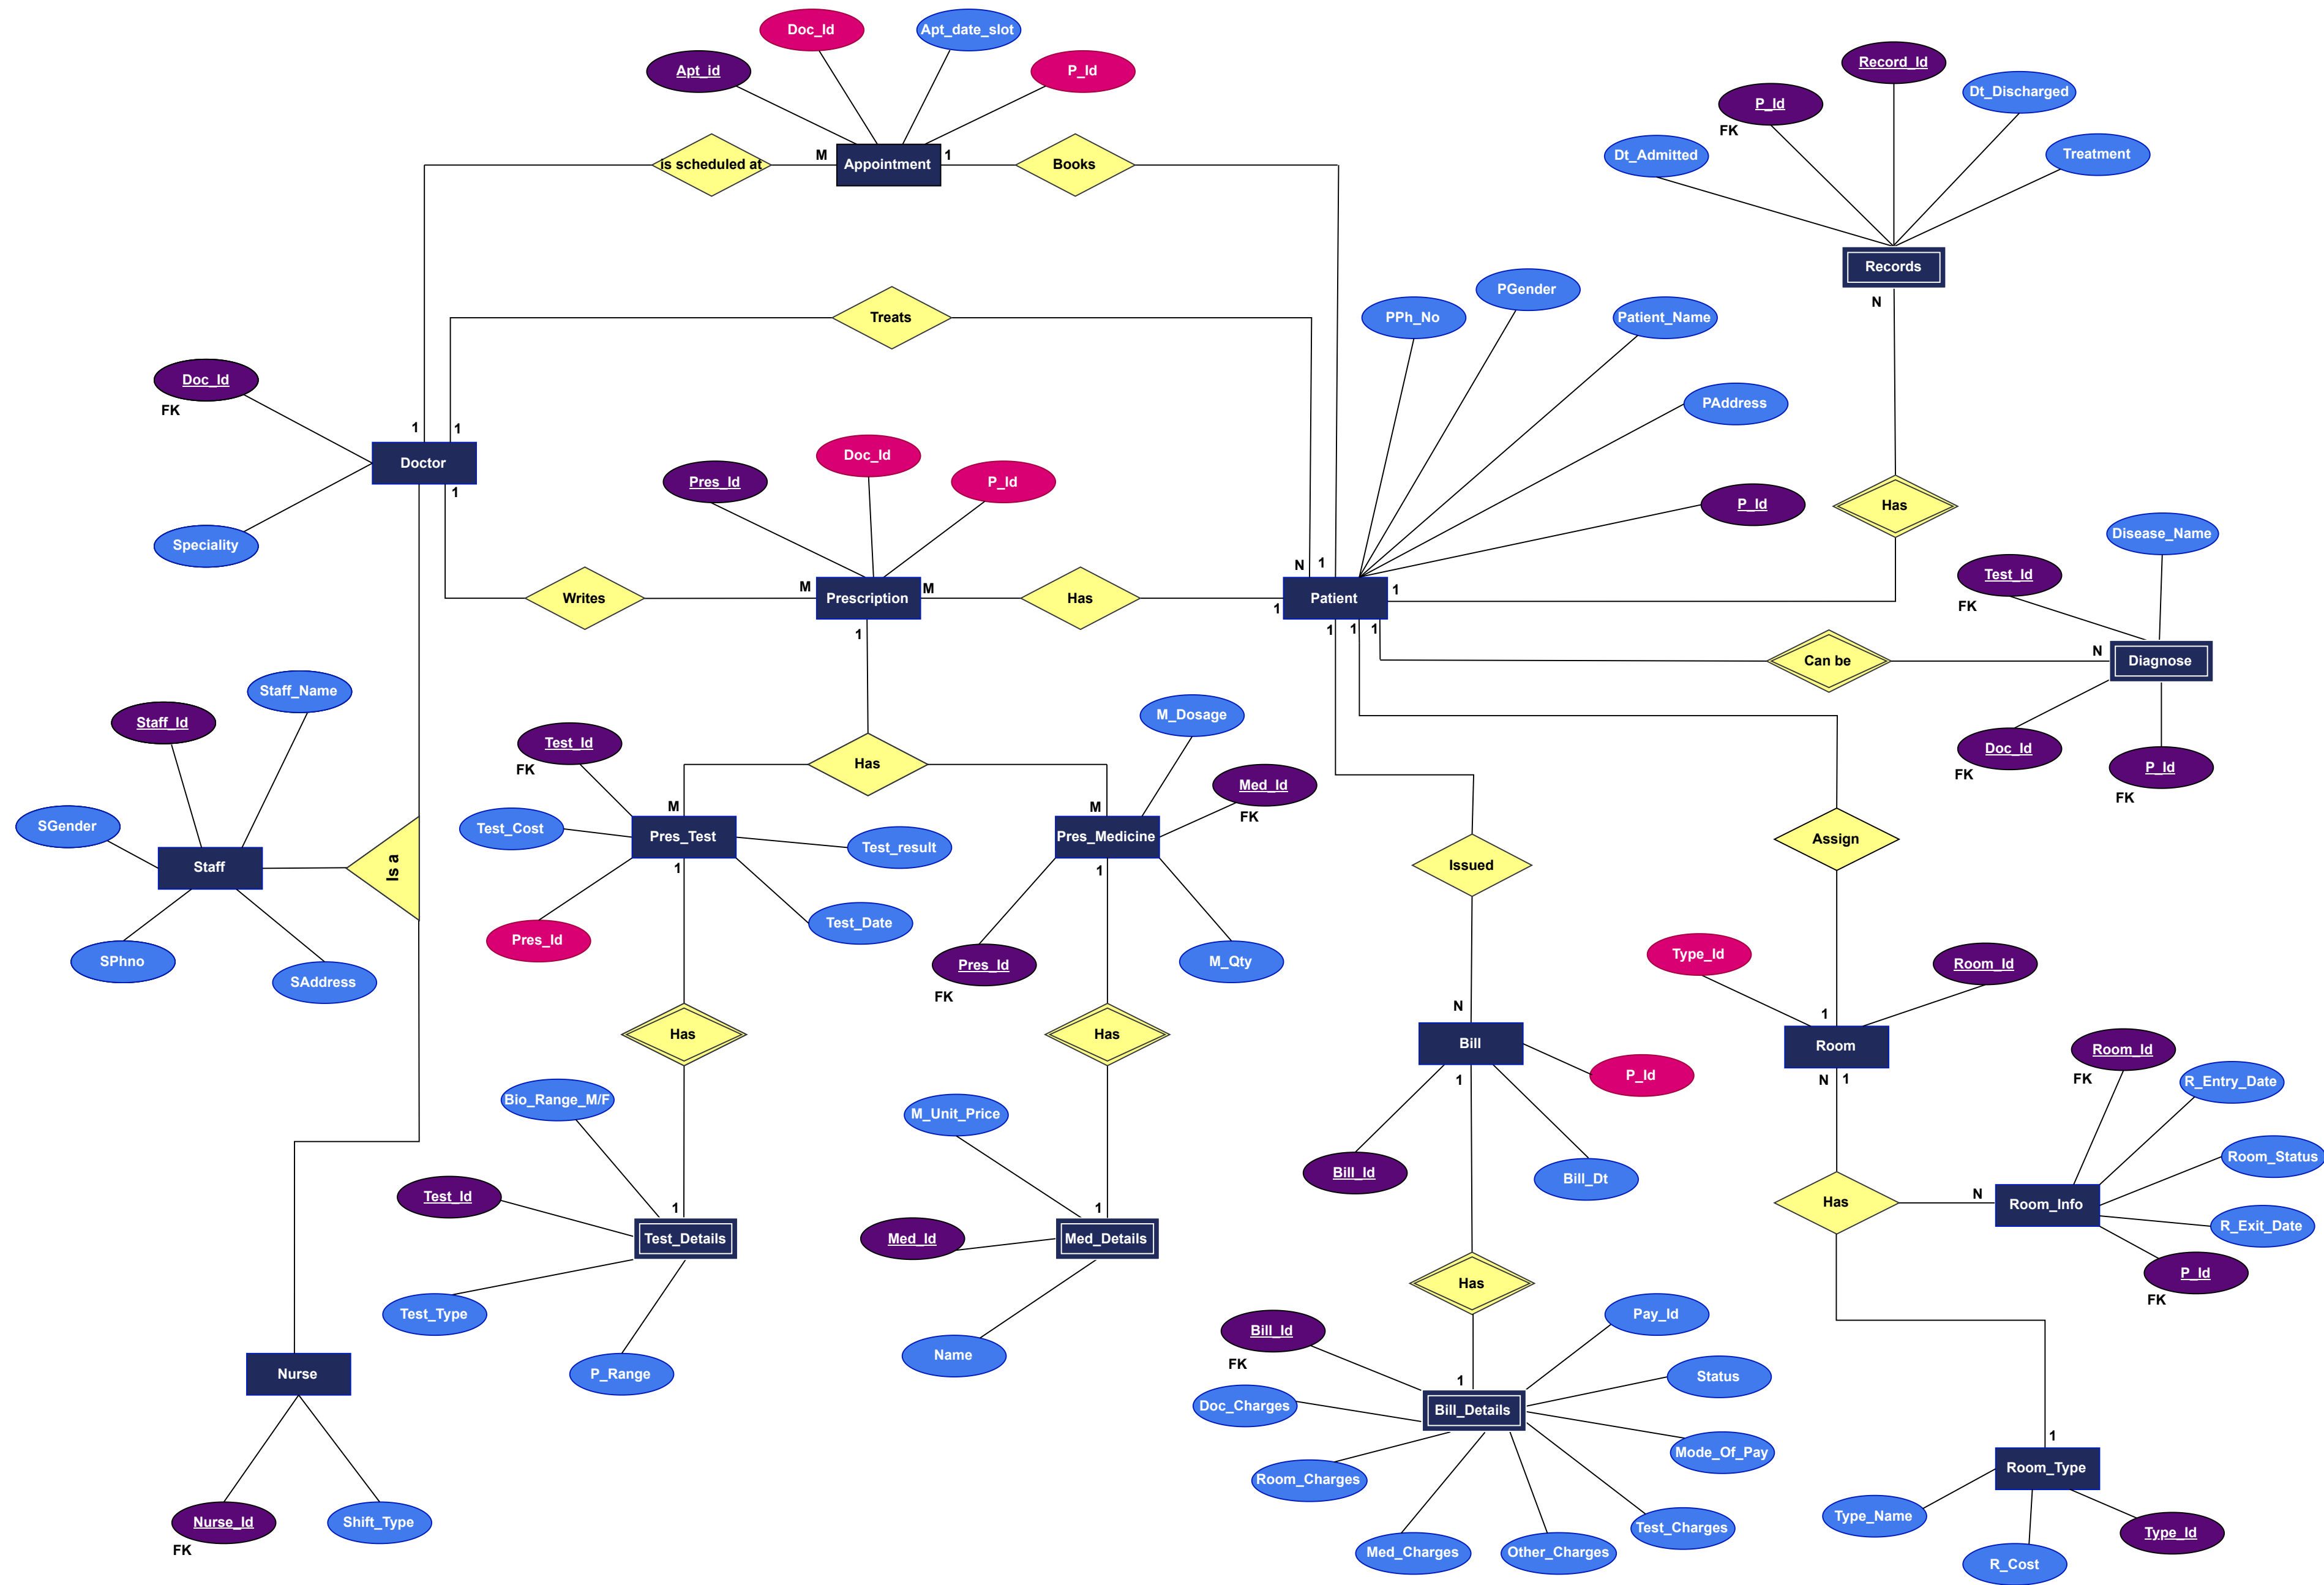 Doc_Id
Apt_date_slot
Apt_id
P_Id
is scheduled at
M
Appointment
1
Books
Record_Id
P_Id
FK
Dt_Discharged
Dt_Admitted
Treatment
Records
N
Treats
PPh_No
PGender
Patient_Name
PAddress
P_Id
Doc_Id
FK
1
1
Doctor
1
Speciality
Pres_Id
Doc_Id
P_Id
Writes
M
Prescription
M
1
Has
1
N
1
Patient
1
1
1
1
Has
Disease_Name
Test_Id
FK
Can be
N
Diagnose
Doc_Id
FK
P_Id
FK
Staff_Name
Staff_Id
SGender
Staff
Is a
SPhno
SAddress
Has
Test_Id
FK
M
Test_Cost
Pres_Test
1
Test_result
Pres_Id
Test_Date
M_Dosage
Med_Id
FK
M
Pres_Medicine
1
Pres_Id
FK
M_Qty
Issued
Assign
Type_Id
Room_Id
N
Bill
1
P_Id
Bill_Id
Bill_Dt
1
Room
N
1
Room_Id
FK
R_Entry_Date
Room_Status
Has
N
Room_Info
R_Exit_Date
P_Id
FK
Has
Has
Bio_Range_M/F
Test_Id
1
Test_Details
Test_Type
P_Range
M_Unit_Price
1
Med_Id
Med_Details
Name
Has
Bill_Id
FK
Pay_Id
Status
1
Doc_Charges
Bill_Details
Mode_Of_Pay
Room_Charges
Test_Charges
Med_Charges
Other_Charges
Nurse
Nurse_Id
FK
Shift_Type
1
Room_Type
Type_Name
Type_Id
R_Cost